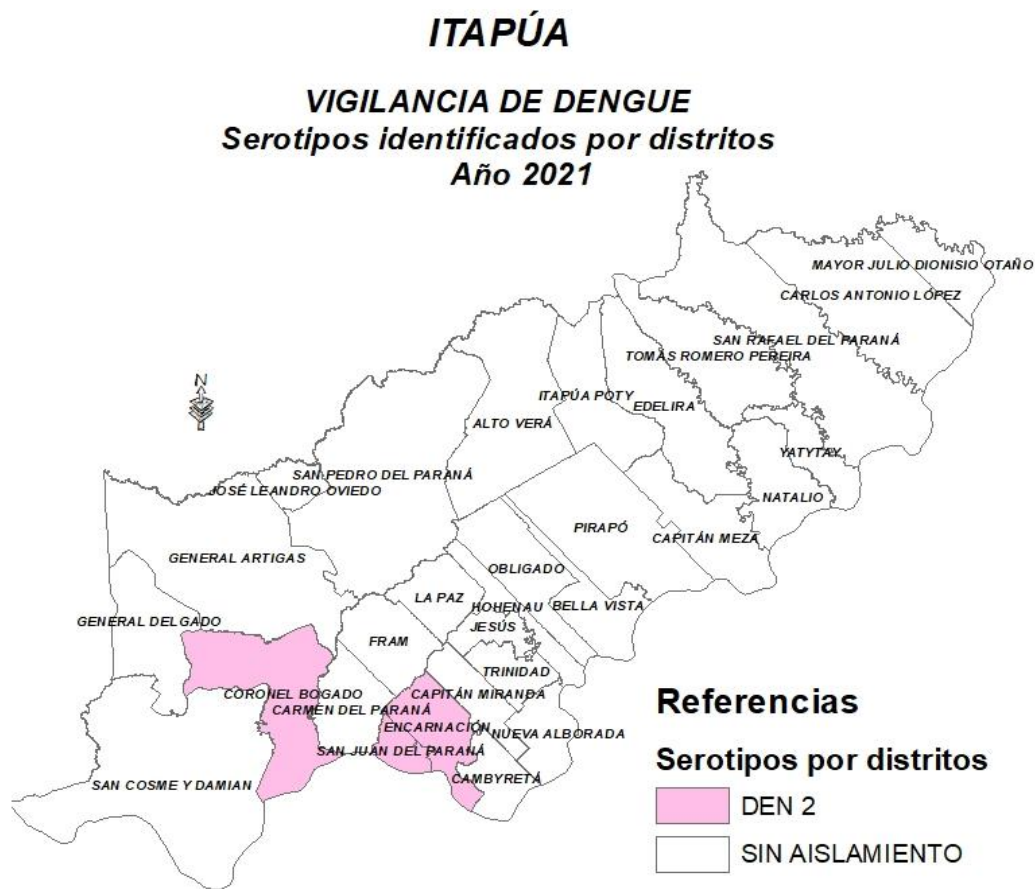 ITAPÚA
VIGILANCIA DE DENGUE
Serotipos identificados por distritos
Año 2021
MAYOR JULIO DIONISIO OTAÑO
CARLOS ANTONIO LÓPEZ
SAN RAFAEL DEL PARANÁ
TOMÁS ROMERO PEREIRA
N
ITAPÚA POTY
EDELIRA
ALTO VERÁ
YATYTAY
SAN PEDRO DEL PARANÁ
JOSÉ LEANDRO OVIEDO
NATALIO
PIRAPÓ
CAPITÁN MEZA
GENERAL ARTIGAS
OBLIGADO
LA PAZ
HOHENAU
BELLA VISTA
GENERAL DELGADO
JESÚS
FRAM
TRINIDAD
CORONEL BOGADO
CAPITÁN MIRANDA
CARMEN DEL PARANÁ
ENCARNACIÓN
NUEVA ALBORADA
SAN JUAN DEL PARANÁ
SAN COSME Y DAMIAN
CAMBYRETÁ
Referencias
Serotipos por distritos
DEN 2
SIN AISLAMIENTO